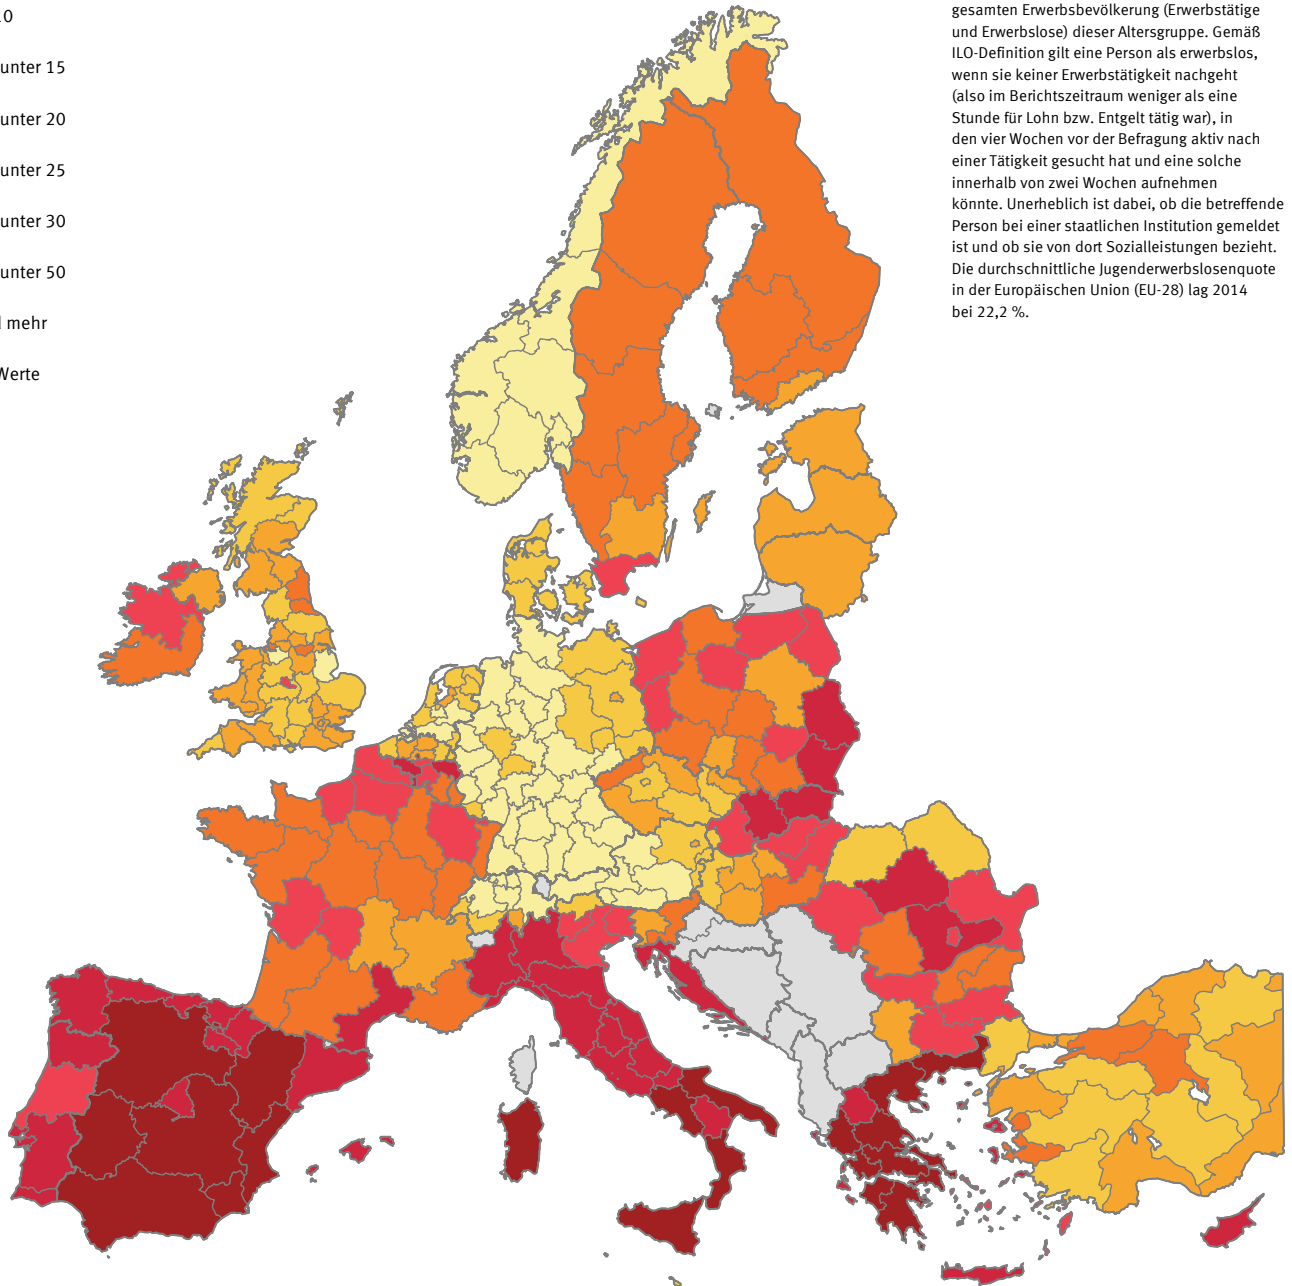 unter 15
unter 20
unter 25
unter 30
unter 50
mehr
Werte
gesamten Erwerbsbevölkerung (Erwerbstätige
und Erwerbslose) dieser Altersgruppe. Gemäß
ILO-Definition gilt eine Person als erwerbslos,
wenn sie keiner Erwerbstätigkeit nachgeht
(also im Berichtszeitraum weniger als eine
Stunde für Lohn bzw. Entgelt tätig war), in
den vier Wochen vor der Befragung aktiv nach
einer Tätigkeit gesucht hat und eine solche
innerhalb von zwei Wochen aufnehmen
könnte. Unerheblich ist dabei, ob die betreffende
Person bei einer staatlichen Institution gemeldet
ist und ob sie von dort Sozialleistungen bezieht.
Die durchschnittliche Jugenderwerbslosenquote
in der Europäischen Union (EU-28) lag 2014
bei 22,2 %.